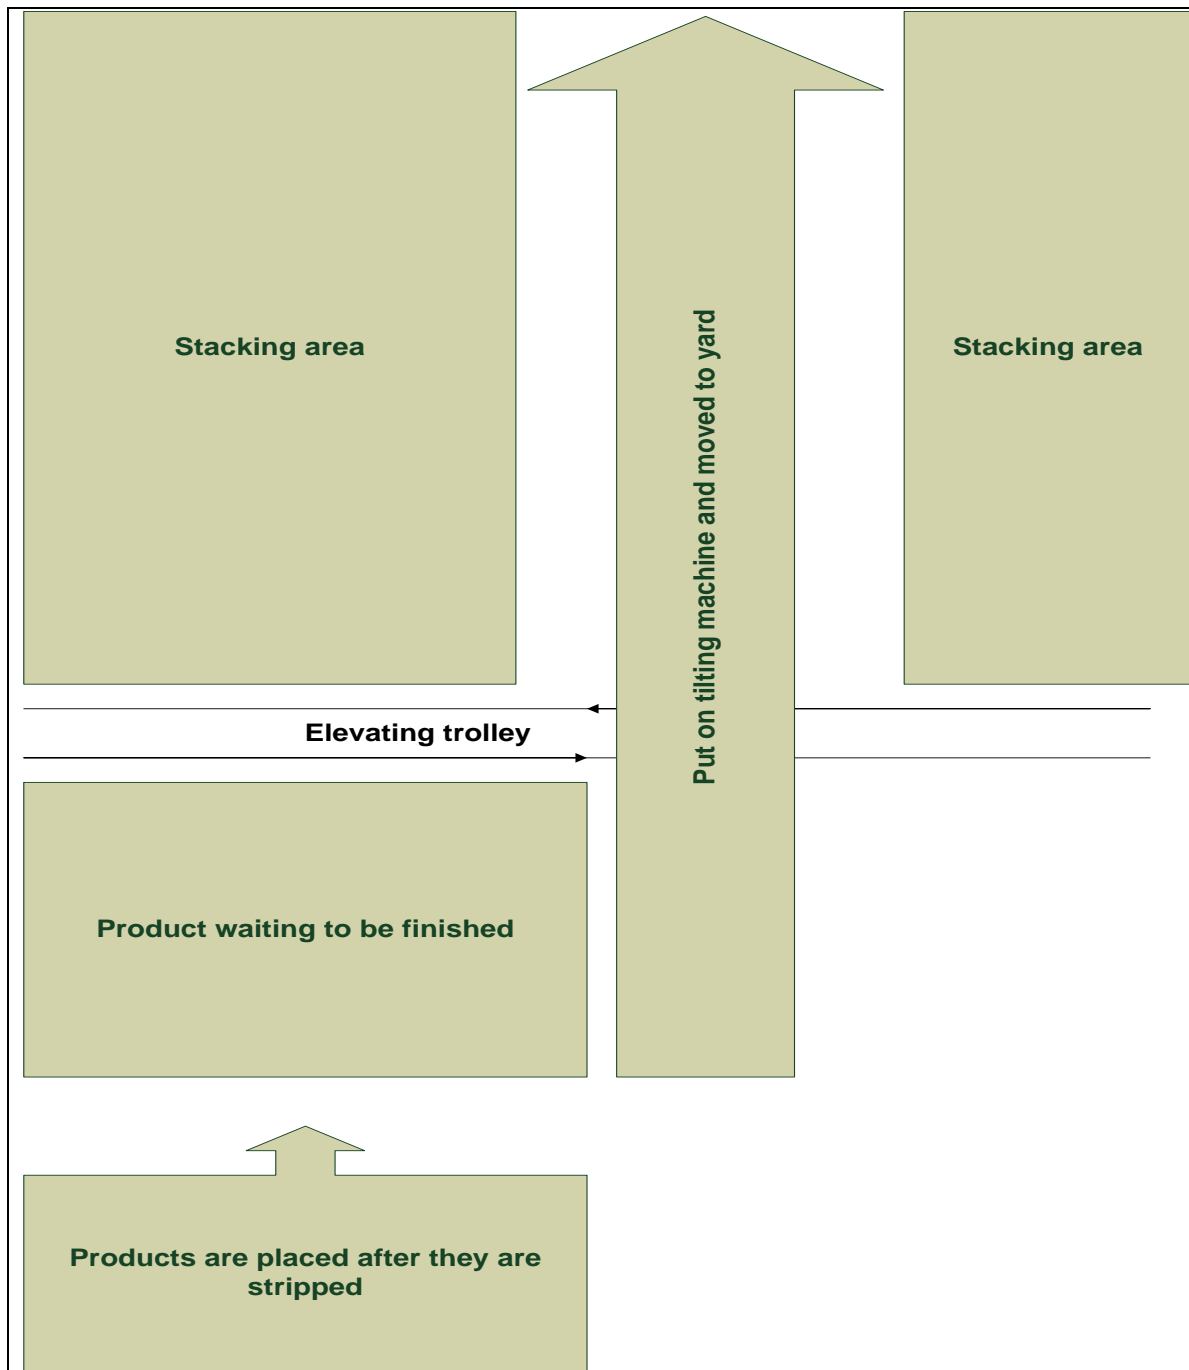 Stacking area
Stacking area
Put on tilting machine and moved to yard
Elevating trolley
Product waiting to be finished
Products are placed after they are
stripped